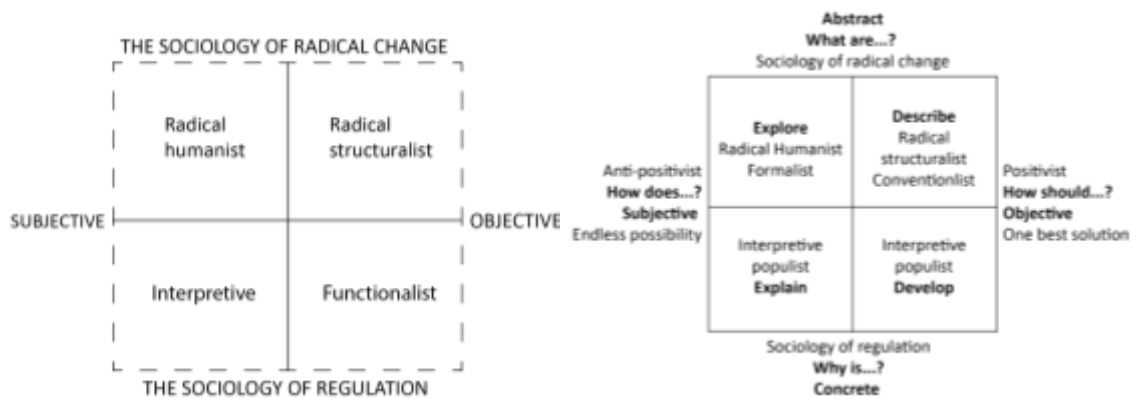 THE SOCIOLOGY OF RADICAL CHANGE
Radical
humanist
Radical
structuralist
SUBJECTIVE
OBJECTIVE
Interpretive
Functionalist
THE SOCIOLOGY OF REGULATION
Abstract
What are...?
Sociology of radical change
Explore
Radical Humanist
Formalist
Describe
Radical
structuralist
Conventionlist
Anti-positivist
How does...?
Subjective
Endless possibility
Positivist
How should...?
Objective
One best solution
Interpretive
populist
Explain
Interpretive
populist
Develop
Sociology of regulation
Why is...?
Concrete